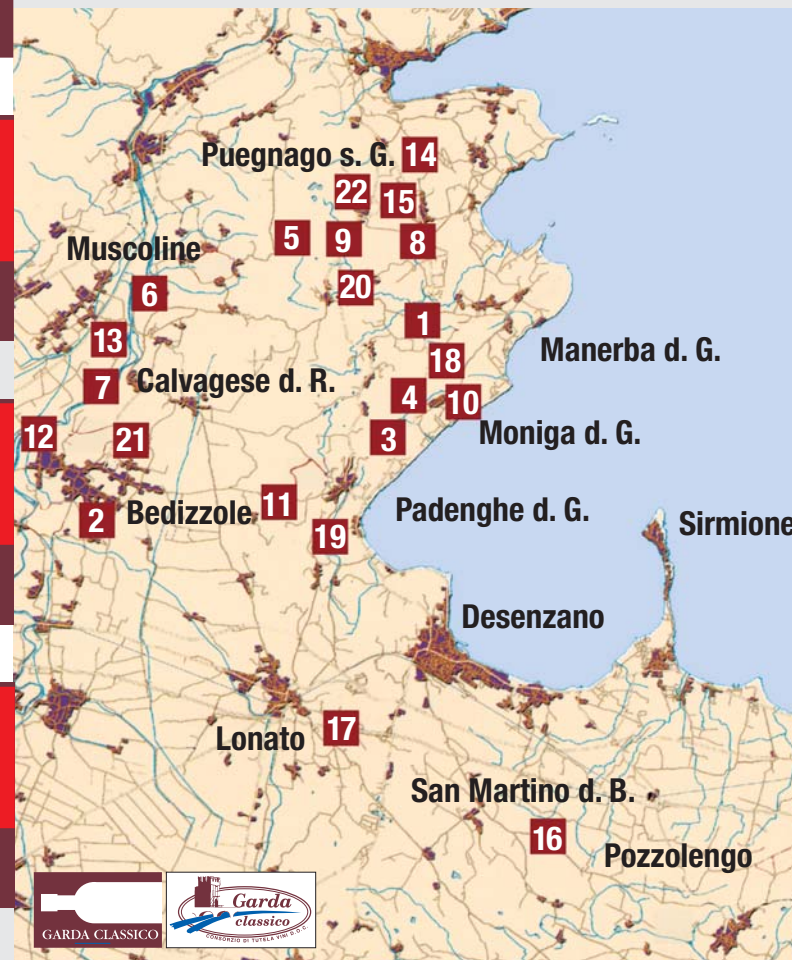 Puegnago s. G. 14
22
15
5
9
8
Muscoline
6
20
1
13
18
Manerba d. G.
7
Calvagese d. R.
4
10
12
21
3
Moniga d. G.
2
Bedizzole
11
Padenghe d. G.
19
Sirmione
Desenzano
Lonato
17
San Martino d. B.
16
Pozzolengo
GARDA CLASSICO
Garda
classico
CONSORZIO DI TUTELA VINI D.O.C.